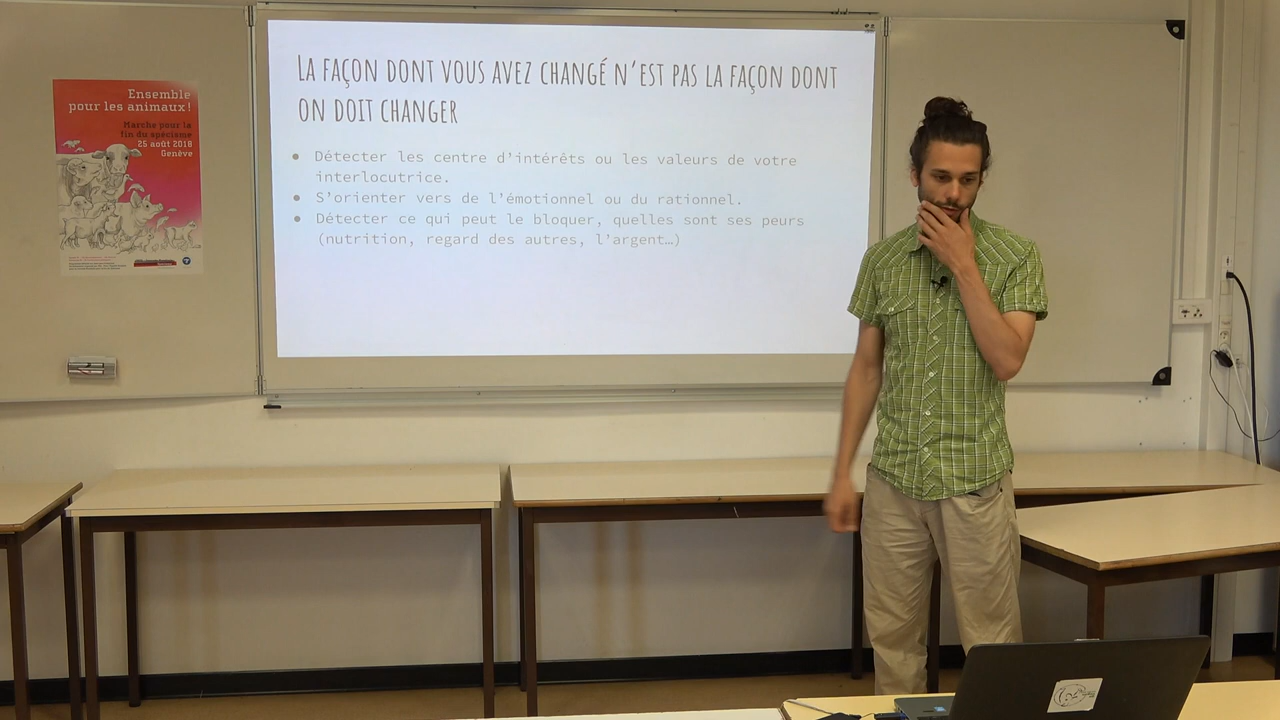 Ensemble
pour les animaux!
Marche pour la
fin du spécisme
25 août 2018
Genève
La façon dont vous avez changé n'est pas la façon dont
on doit changer
● Détecter les centre d'intérêts ou les valeurs de votre
interlocutrice.
● S'orienter vers de l'émotionnel ou du rationnel.
● Détecter ce qui peut le bloquer, quelles sont ses peurs
(nutrition, regard des autres, l'argent…)